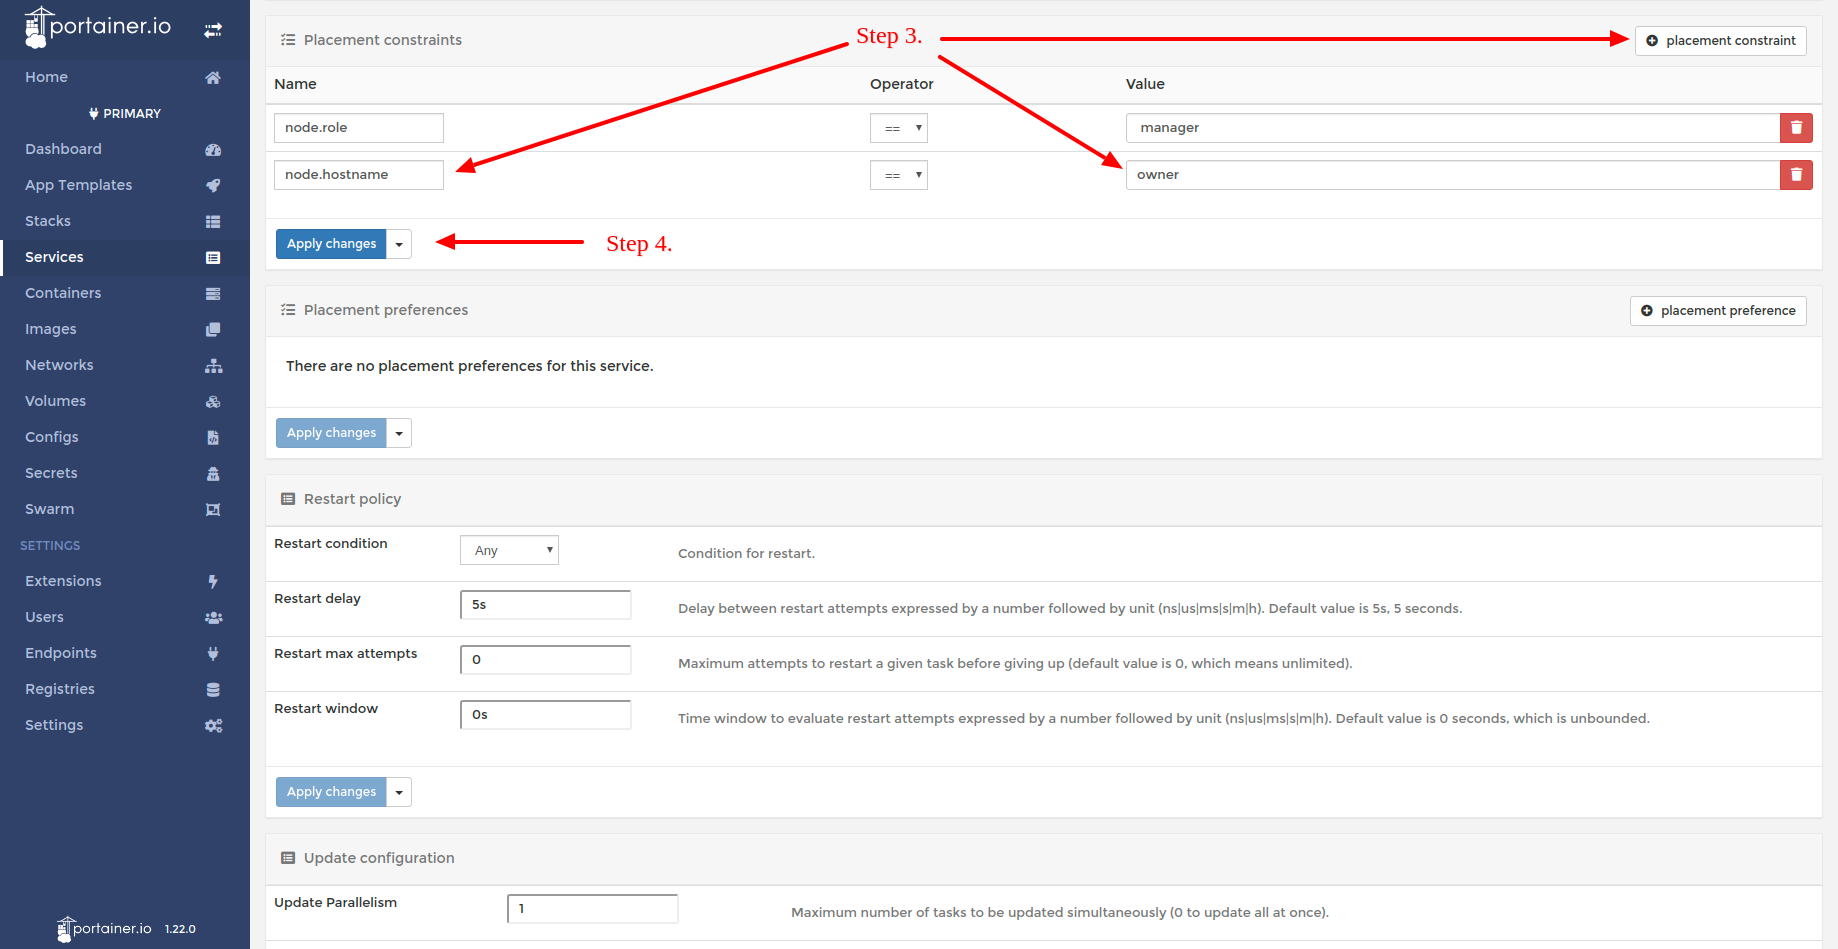 portainer.io
Home
PRIMARY
Dashboard
App Templates
Stacks
Services
Containers
Images
Networks
Volumes
Configs
Secrets
Swarm
SETTINGS
Extensions
Users
Endpoints
Registries
Settings
portainer.io 1.22.0
Placement constraints
Step 3.
placement constraint
Name Operator Value
node.role == manager
node.hostname == owner
Apply changes
Step 4.
Placement preferences
placement preference
There are no placement preferences for this service.
Apply changes
Restart policy
Restart condition Any Condition for restart.
Restart delay 5s Delay between restart attempts expressed by a number followed by unit (ns|us|ms|s|m|h). Default value is 5s, 5 seconds.
Restart max attempts 0 Maximum attempts to restart a given task before giving up (default value is 0, which means unlimited).
Restart window 0s Time window to evaluate restart attempts expressed by a number followed by unit (ns|us|ms|s|m|h). Default value is 0 seconds, which is unbounded.
Apply changes
Update configuration
Update Parallelism 1 Maximum number of tasks to be updated simultaneously (0 to update all at once).